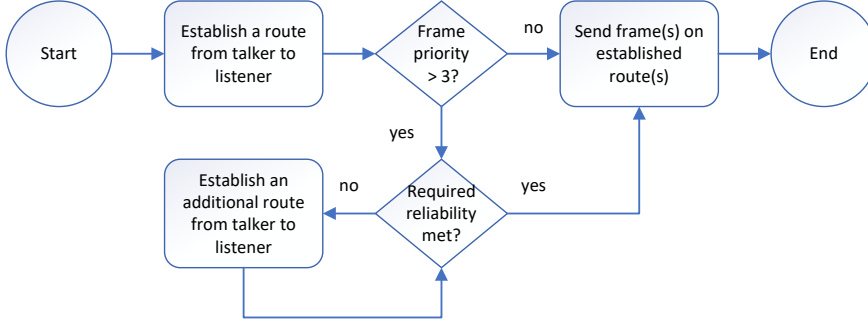 Start
Establish a route
from talker to
listener
Frame
priority
> 3?
no
Send frame(s) on
established
route(s)
End
yes
Establish an
additional route
from talker to
listener
no
Required
reliability
met?
yes